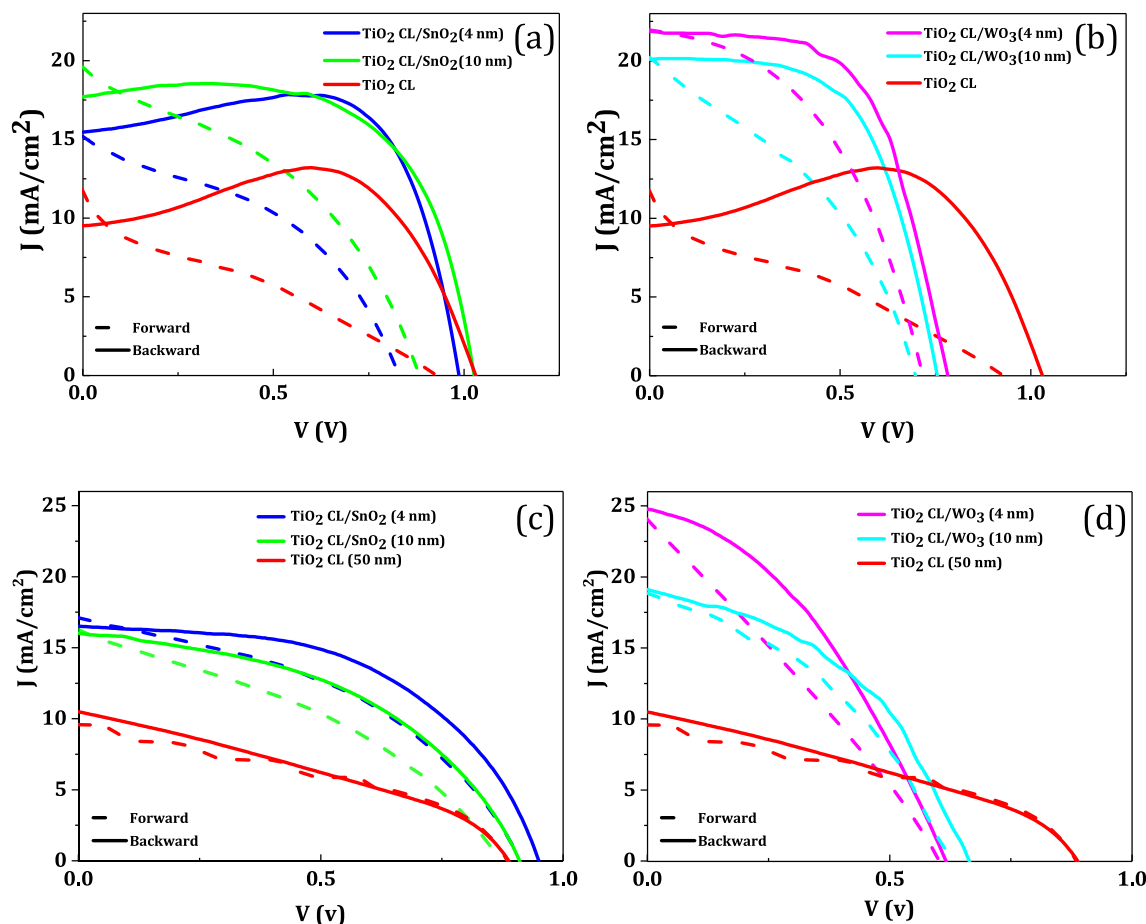 (a)
TiO2 CL/SnO2(4 nm)
TiO2 CL/SnO2(10 nm)
TiO2 CL
Forward
Backward
20
15
10
5
0
0.0
0.5
1.0
J (mA/cm2)
V (V)
(b)
TiO2 CL/WO3(4 nm)
TiO2 CL/WO3(10 nm)
TiO2 CL
Forward
Backward
20
15
10
5
0
0.0
0.5
1.0
J (mA/cm2)
V (V)
(c)
TiO2 CL/SnO2 (4 nm)
TiO2 CL/SnO2 (10 nm)
TiO2 CL (50 nm)
Forward
Backward
25
20
15
10
5
0
0.0
0.5
1.0
J (mA/cm2)
V (v)
(d)
TiO2 CL/WO3 (4 nm)
TiO2 CL/WO3 (10 nm)
TiO2 CL (50 nm)
Forward
Backward
25
20
15
10
5
0
0.0
0.5
1.0
J (mA/cm2)
V (v)